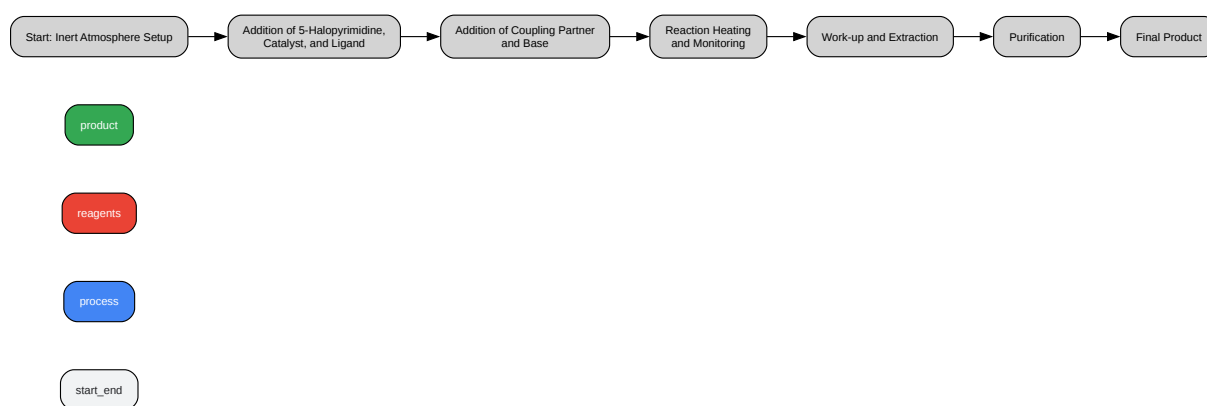 Start: Inert Atmosphere Setup
Addition of 5-Halopyrimidine,
Catalyst, and Ligand
Addition of Coupling Partner
and Base
Reaction Heating
and Monitoring
Work-up and Extraction
Purification
Final Product
product
reagents
process
start_end